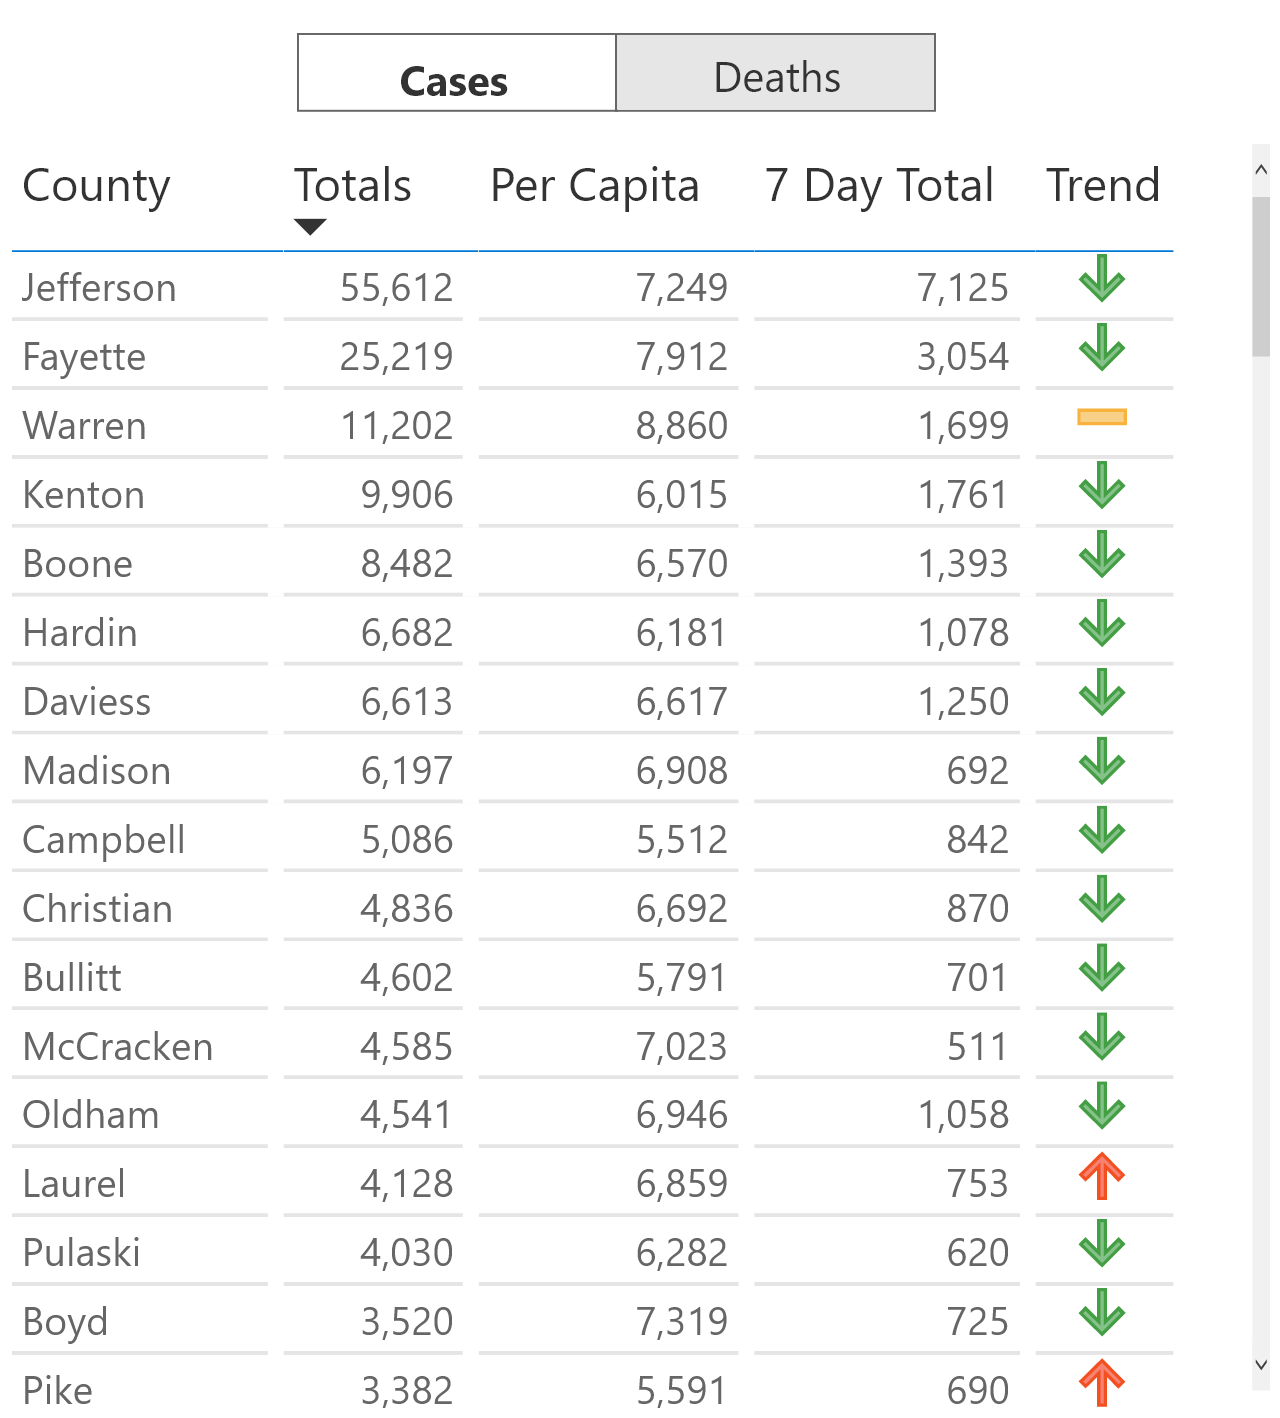 Cases Deaths
County Totals Per Capita 7 Day Total Trend
Jefferson 55,612 7,249 7,125
Fayette 25,219 7,912 3,054
Warren 11,202 8,860 1,699
Kenton 9,906 6,015 1,761
Boone 8,482 6,570 1,393
Hardin 6,682 6,181 1,078
Daviess 6,613 6,617 1,250
Madison 6,197 6,908 692
Campbell 5,086 5,512 842
Christian 4,836 6,692 870
Bullitt 4,602 5,791 701
McCracken 4,585 7,023 511
Oldham 4,541 6,946 1,058
Laurel 4,128 6,859 753
Pulaski 4,030 6,282 620
Boyd 3,520 7,319 725
Pike 3,382 5,591 690